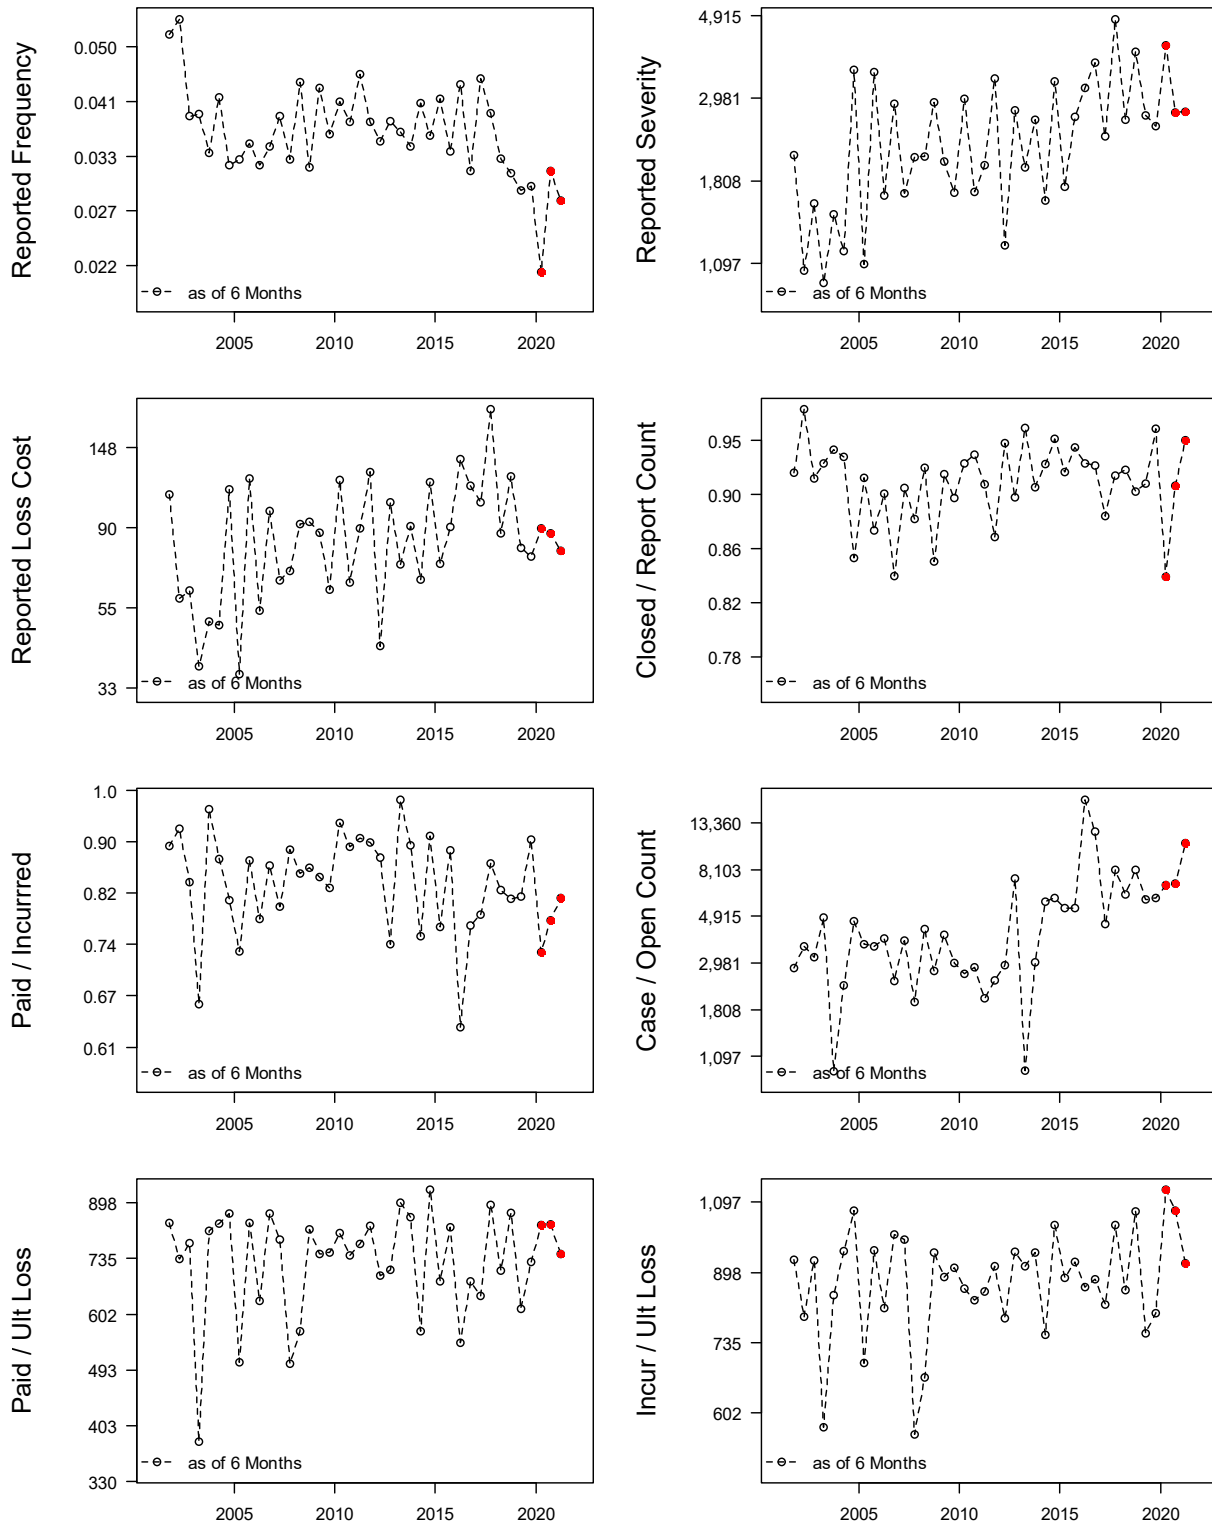 Reported Frequency
0.050
0.041
0.033
0.027
0.022
as of 6 Months
2005 2010 2015 2020
Reported Severity
4,915
2,981
1,808
1,097
as of 6 Months
2005 2010 2015 2020
Reported Loss Cost
148
90
55
33
as of 6 Months
2005 2010 2015 2020
Closed / Report Count
0.95
0.90
0.86
0.82
0.78
as of 6 Months
2005 2010 2015 2020
Paid / Incurrred
1.0
0.90
0.82
0.74
0.67
0.61
as of 6 Months
2005 2010 2015 2020
Case / Open Count
13,360
8,103
4,915
2,981
1,808
1,097
as of 6 Months
2005 2010 2015 2020
Paid / Ult Loss
898
735
602
493
403
330
as of 6 Months
2005 2010 2015 2020
Incur / Ult Loss
1,097
898
735
602
as of 6 Months
2005 2010 2015 2020